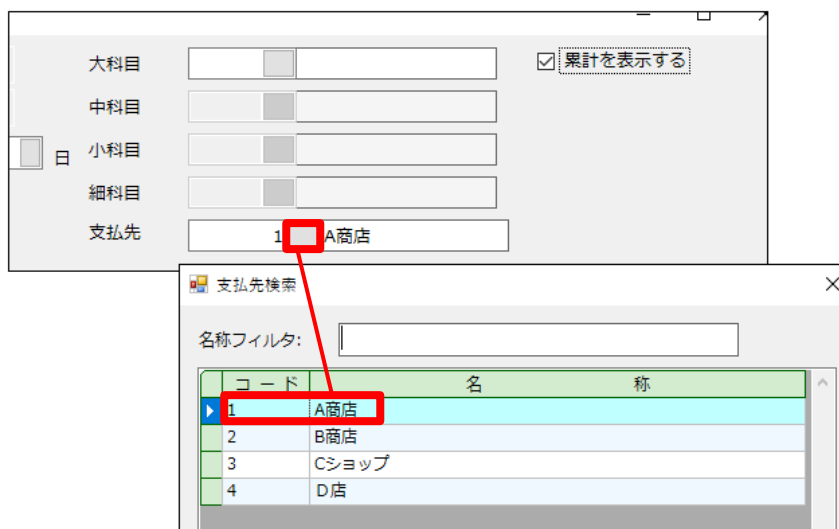 大科目
累計を表示する
中科目
日 小科目
細科目
支払先 1 A商店
支払先検索
名称フィルタ:
コード 名 称
1 A商店
2 B商店
3 Cショップ
4 D店